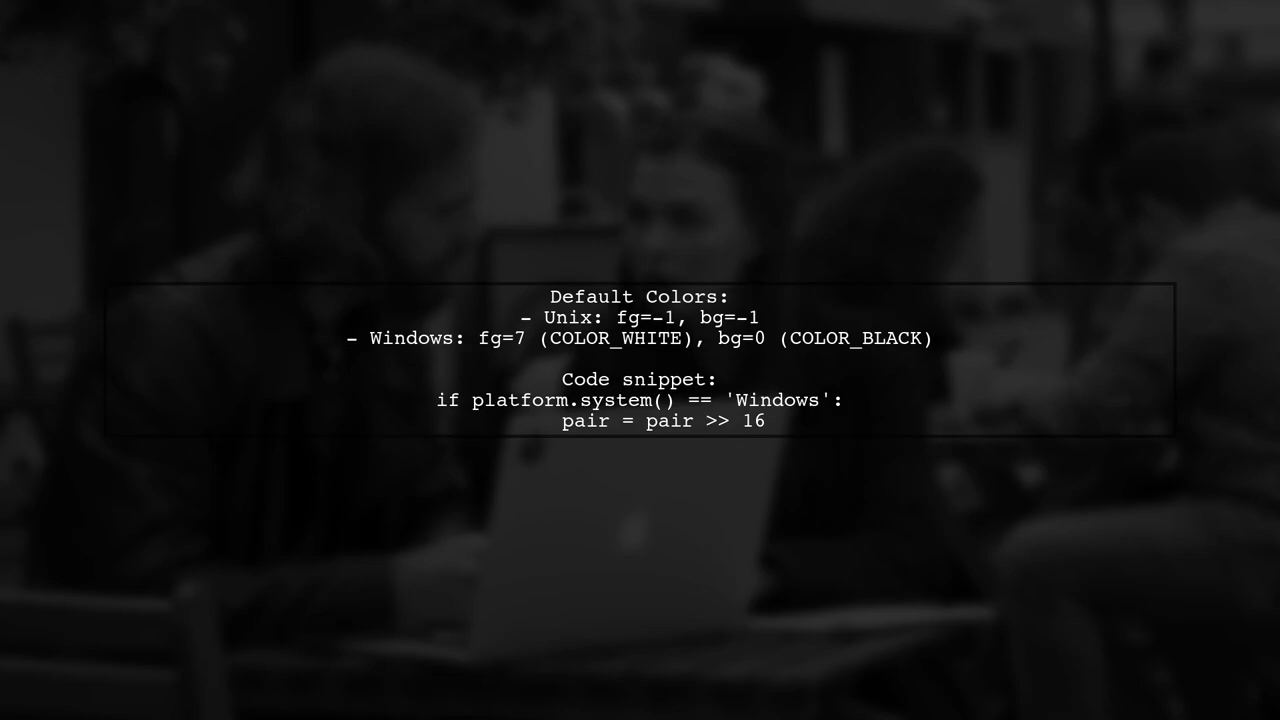 Default Colors:
- Unix: fg=-1, bg=-1
- Windows: fg=7 (COLOR_WHITE), bg=0 (COLOR_BLACK)
Code snippet:
if platform.system() == 'Windows':
    pair = pair >> 16